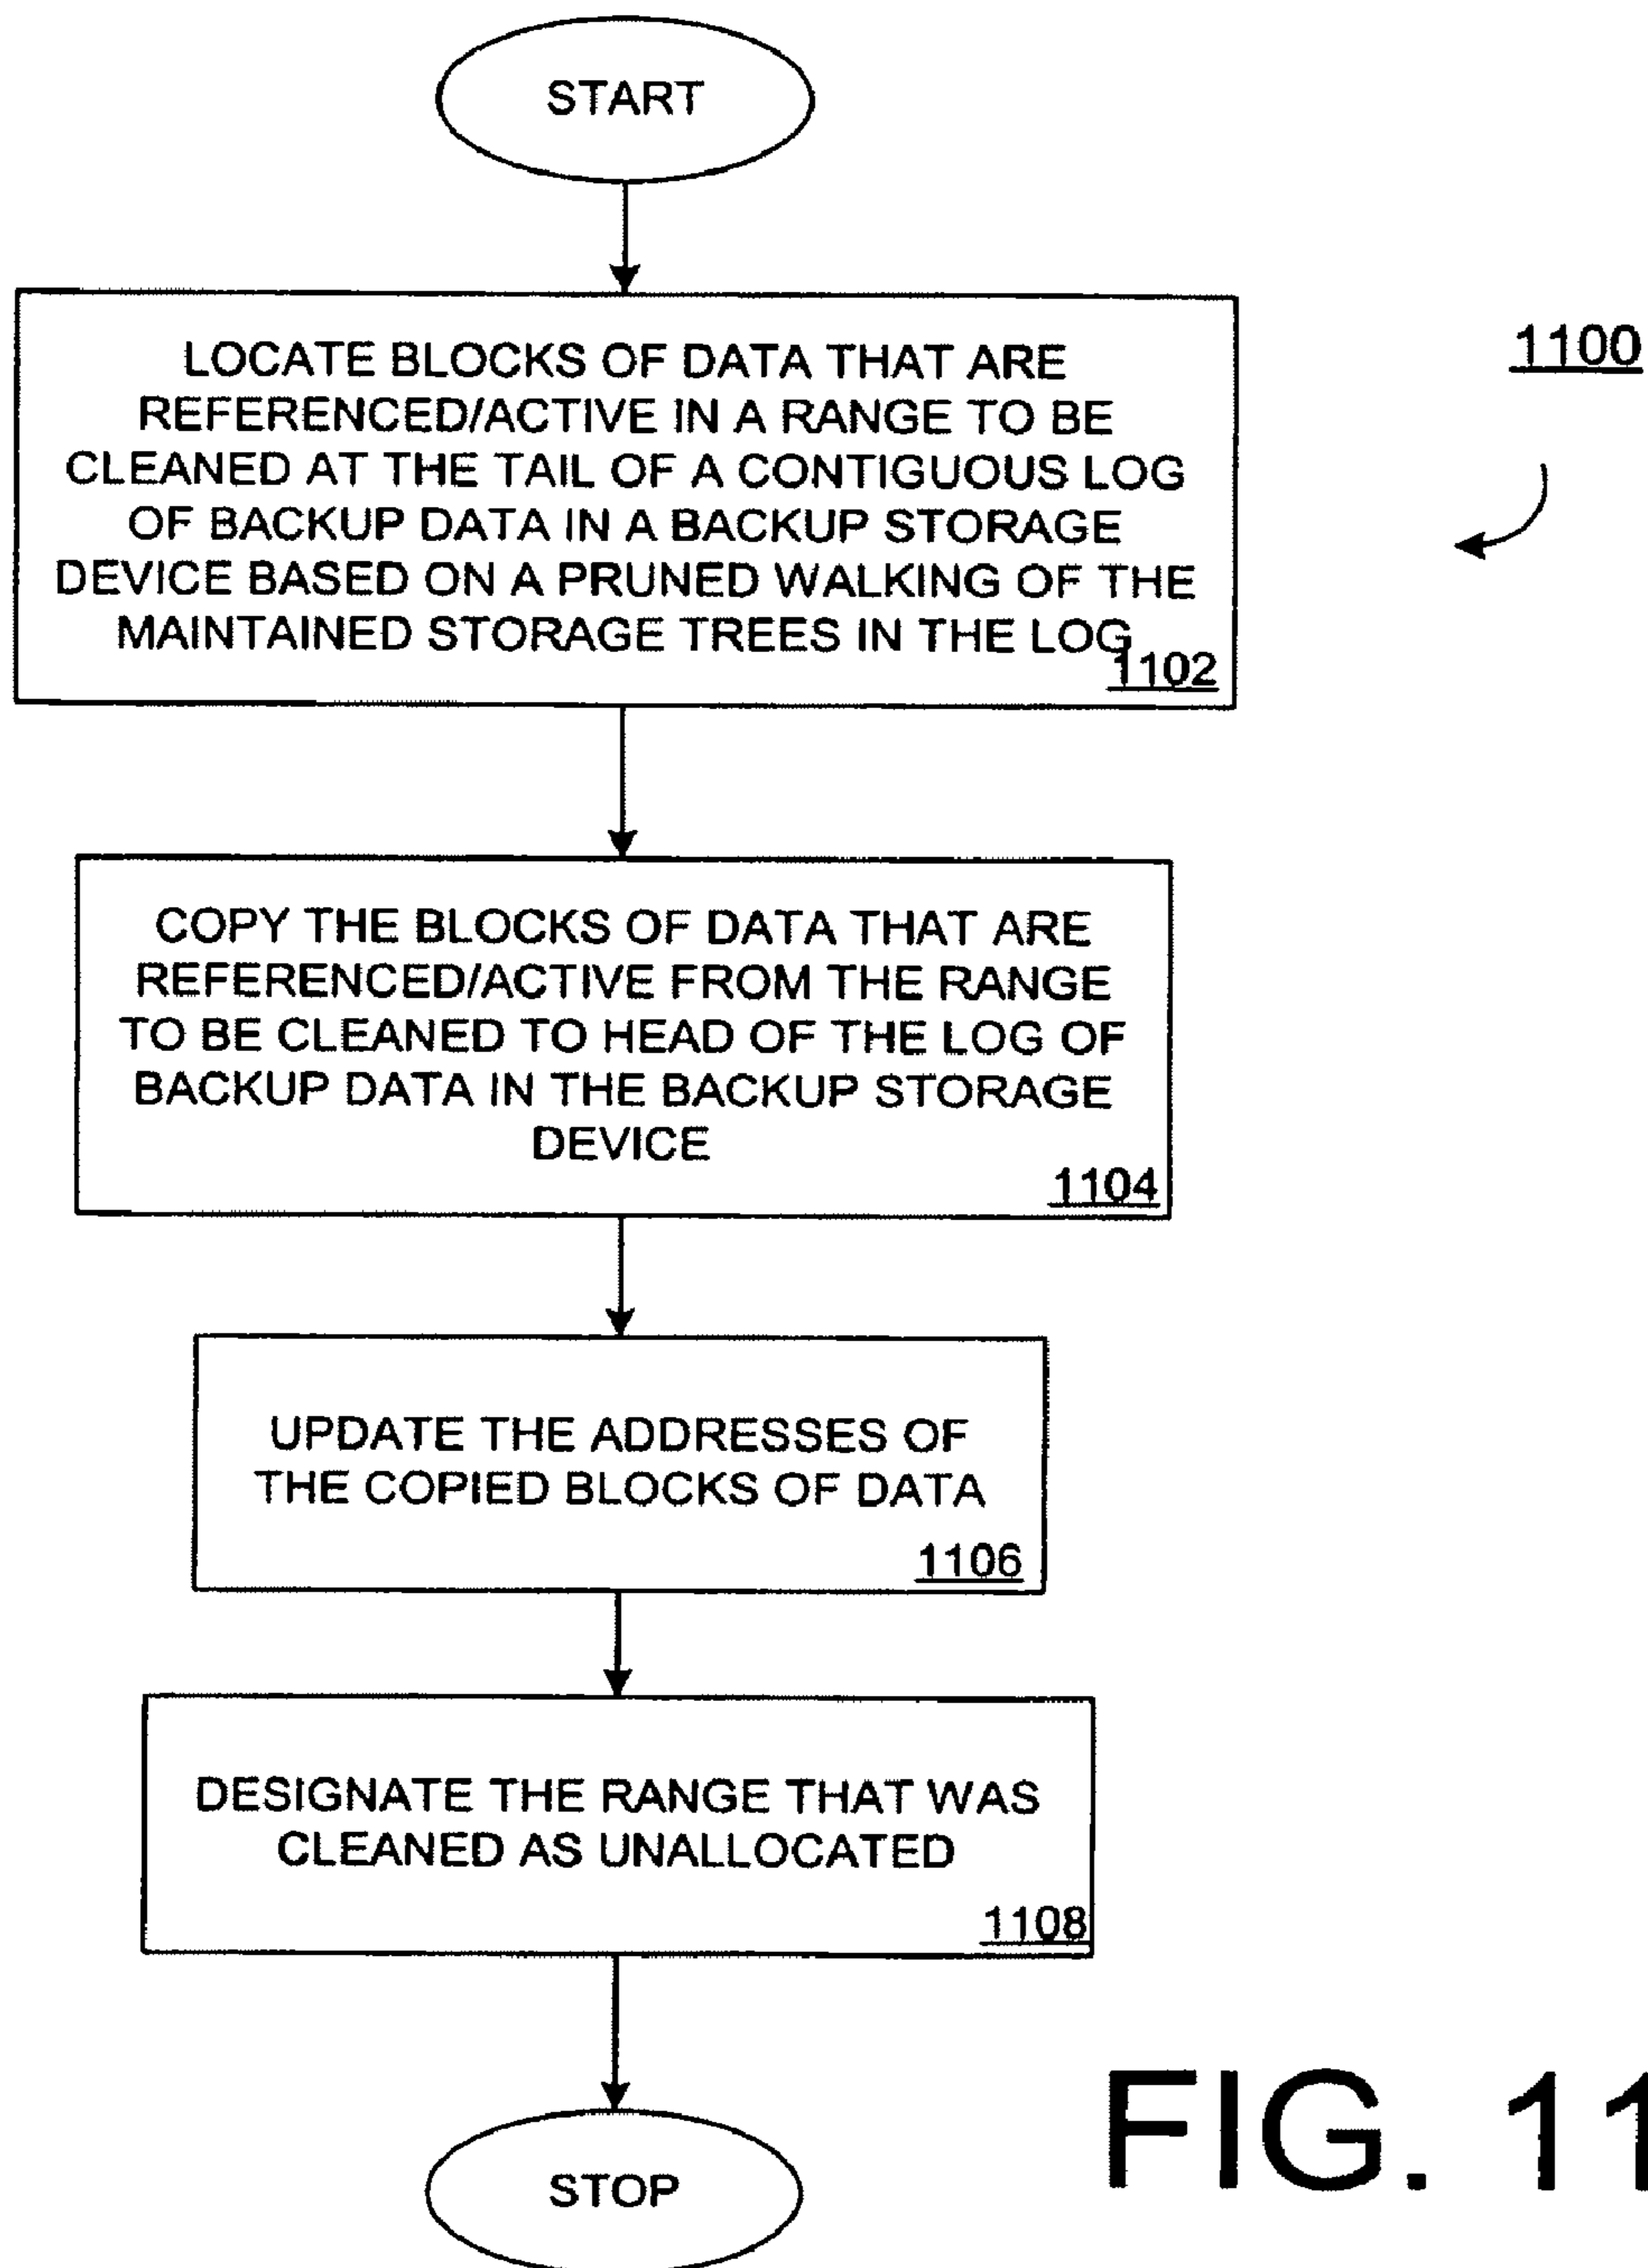 START
LOCATE BLOCKS OF DATA THAT ARE
REFERENCED/ACTIVE IN A RANGE TO BE
CLEANED AT THE TAIL OF A CONTIGUOUS LOG
OF BACKUP DATA IN A BACKUP STORAGE
DEVICE BASED ON A PRUNED WALKING OF THE
MAINTAINED STORAGE TREES IN THE LOG
1102
1100
COPY THE BLOCKS OF DATA THAT ARE
REFERENCED/ACTIVE FROM THE RANGE
TO BE CLEANED TO HEAD OF THE LOG OF
BACKUP DATA IN THE BACKUP STORAGE
DEVICE
1104
UPDATE THE ADDRESSES OF
THE COPIED BLOCKS OF DATA
1106
DESIGNATE THE RANGE THAT WAS
CLEANED AS UNALLOCATED
1108
STOP
FIG. 11